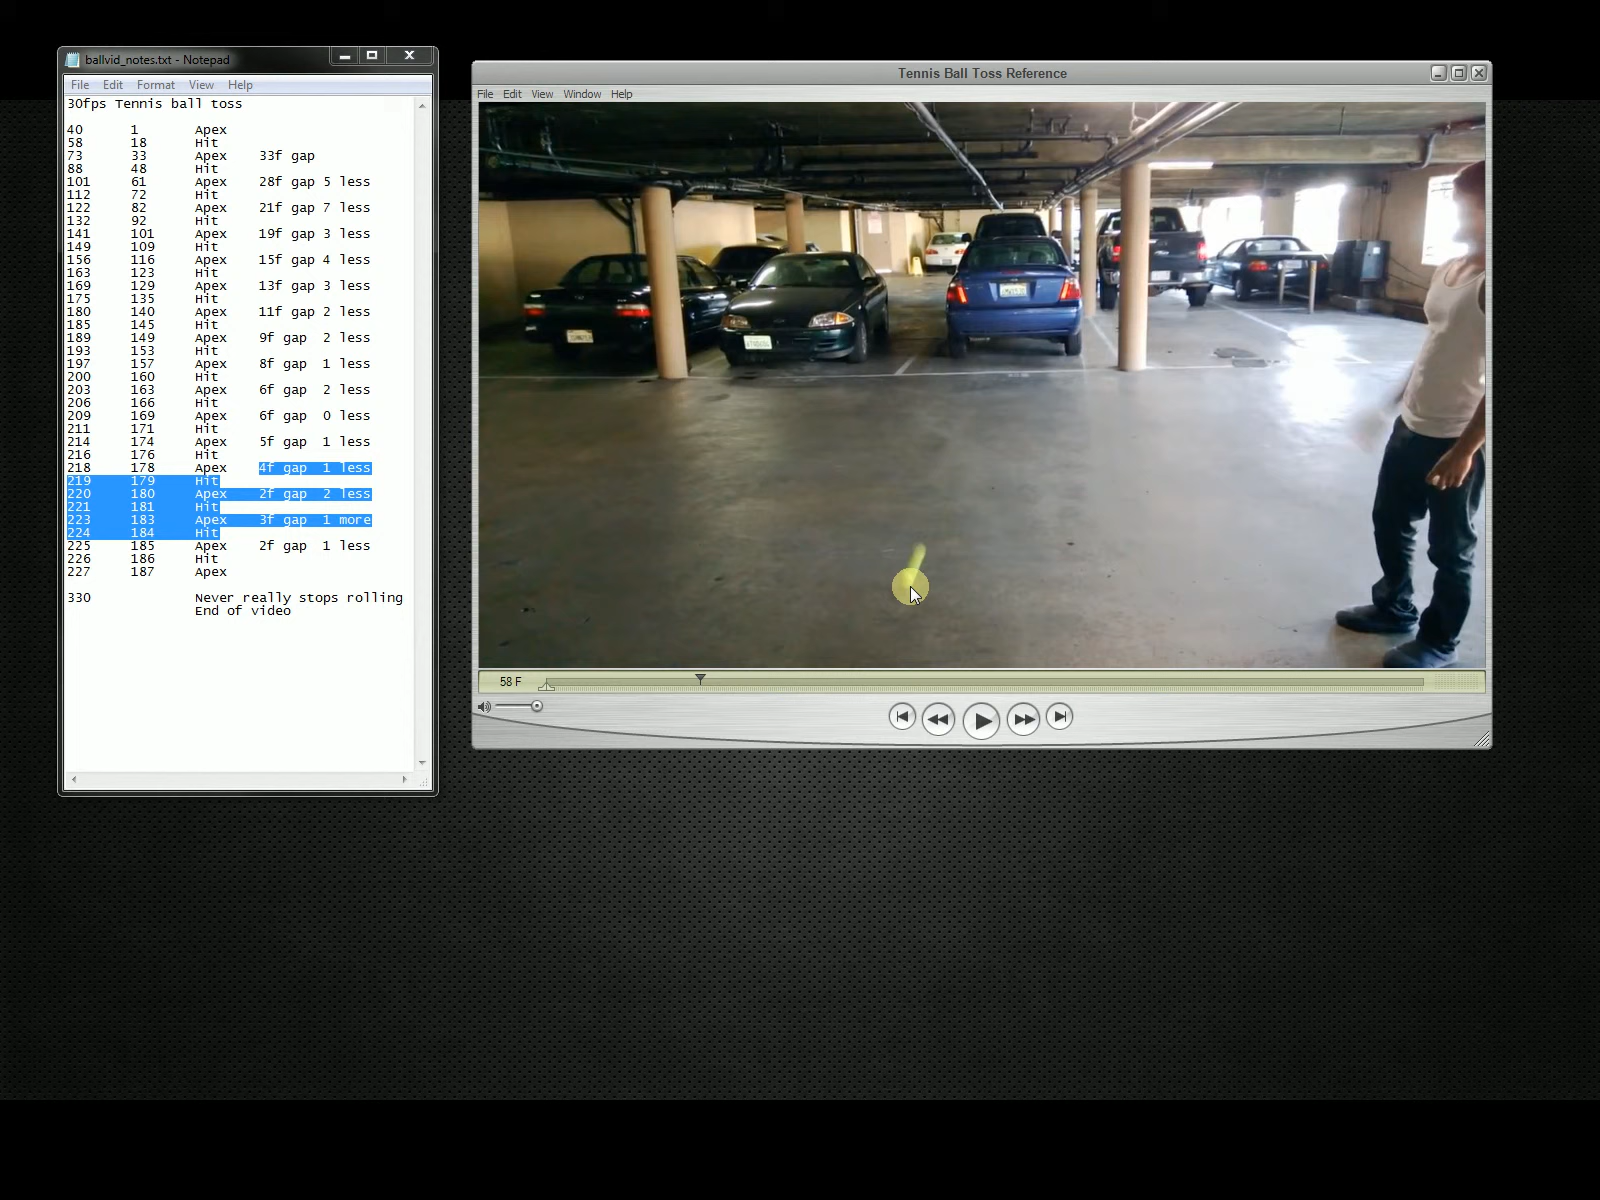 ballvid_notes.txt - Notepad
File Edit Format View Help
30fps Tennis ball toss
40 1 Apex
58 18 Hit
73 33 Apex 33f gap
88 48 Hit
101 61 Apex 28f gap 5 less
112 72 Hit
122 82 Apex 21f gap 7 less
132 92 Hit
141 101 Apex 19f gap 3 less
149 109 Hit
156 116 Apex 15f gap 4 less
163 123 Hit
169 129 Apex 13f gap 3 less
175 135 Hit
180 140 Apex 11f gap 2 less
185 145 Hit
189 149 Apex 9f gap 2 less
193 153 Hit
197 157 Apex 8f gap 1 less
200 160 Hit
203 163 Apex 6f gap 2 less
206 166 Hit
209 169 Apex 6f gap 0 less
211 171 Hit
214 174 Apex 5f gap 1 less
216 176 Hit
218 178 Apex 4f gap 1 less
219 179 Hit
220 180 Apex 2f gap 2 less
221 181 Hit
223 183 Apex 3f gap 1 more
224 184 Hit
225 185 Apex 2f gap 1 less
226 186 Hit
227 187 Apex
330 Never really stops rolling
End of video
Tennis Ball Toss Reference
File Edit View Window Help
58 F